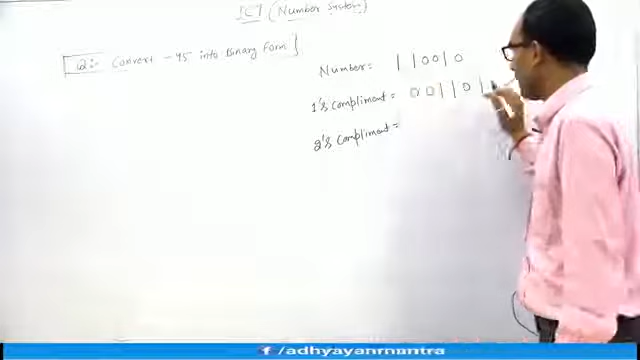 ICT (Number System)
Q:- Convert -45 into Binary Form
Number = 110010
1's Compliment = 001101
2's Compliment =
/adhyayanmantra